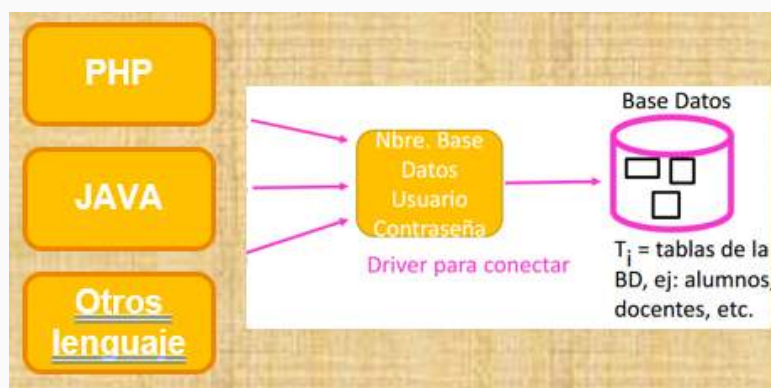 PHP
JAVA
Otros
lenguaje
Nbre. Base
Datos
Usuario
Contraseña
Driver para conectar
Base Datos
Ti = tablas de la
BD, ej: alumnos,
docentes, etc.